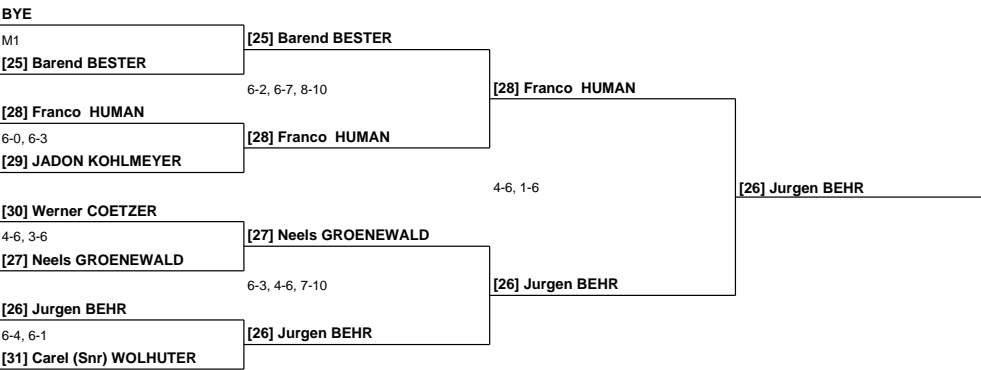 BYE
M1
[25] Barend BESTER
[25] Barend BESTER
6-2, 6-7, 8-10
[28] Franco  HUMAN
[28] Franco  HUMAN
6-0, 6-3
[28] Franco  HUMAN
[29] JADON KOHLMEYER
4-6, 1-6
[26] Jurgen BEHR
[30] Werner COETZER
4-6, 3-6
[27] Neels GROENEWALD
[27] Neels GROENEWALD
6-3, 4-6, 7-10
[26] Jurgen BEHR
[26] Jurgen BEHR
6-4, 6-1
[26] Jurgen BEHR
[31] Carel (Snr) WOLHUTER